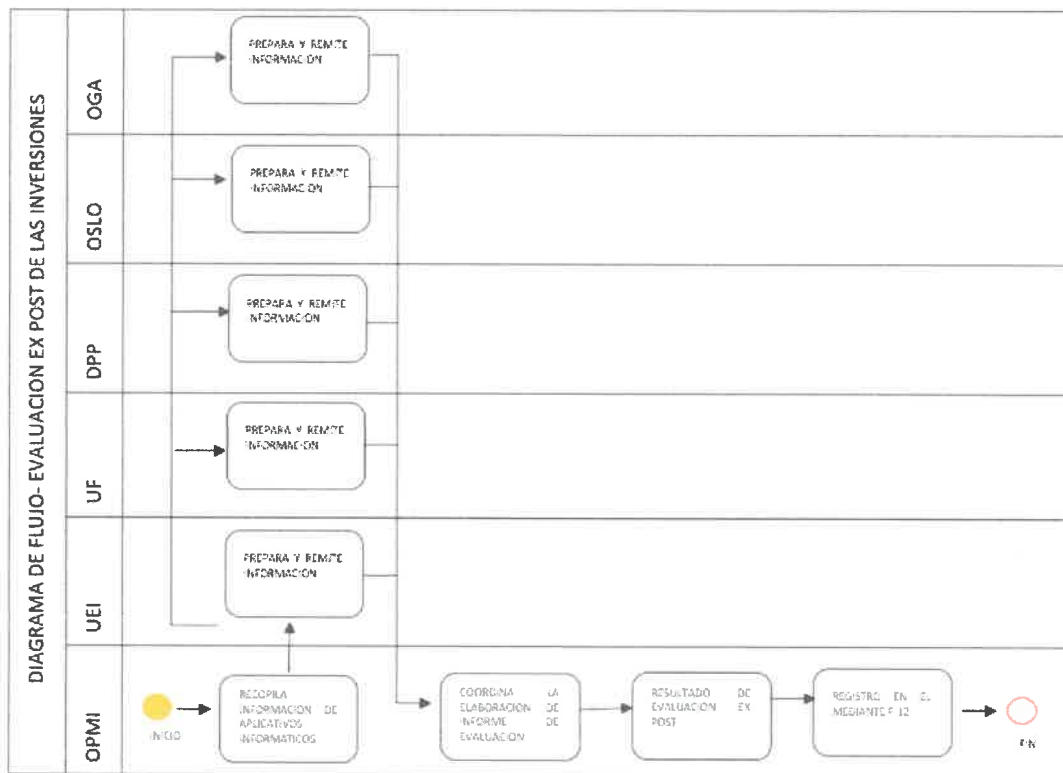 DIAGRAMA DE FLUJO- EVALUACION EX POST DE LAS INVERSIONES
OGA
PREPARA Y REMITE
INFORMACION
OSLO
PREPARA Y REMITE
INFORMACION
DPP
PREPARA Y REMITE
INFORMACION
UF
PREPARA Y REMITE
INFORMACION
UEI
PREPARA Y REMITE
INFORMACION
OPMI
INICIO
RECOPILA
INFORMACION DE
APLICATIVOS
INFORMATICOS
COORDINA LA
ELABORACION DE
INFORME DE
EVALUACION
RESULTADO DE
EVALUACION EX
POST
REGISTRO EN EL
MEDIANTE F 12
FIN